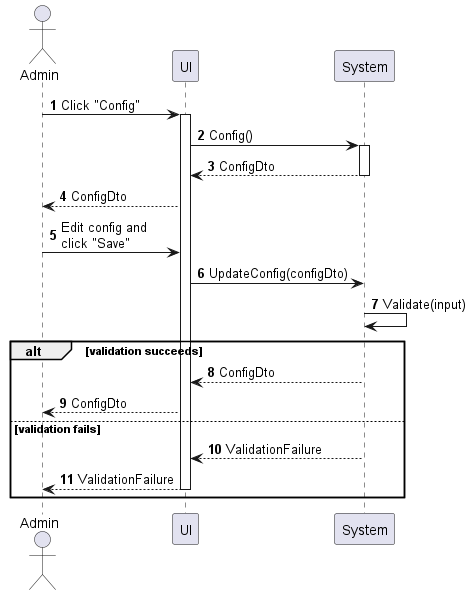 Admin
UI
System
1 Click "Config"
2 Config()
3 ConfigDto
4 ConfigDto
5 Edit config and
click "Save"
6 UpdateConfig(configDto)
7 Validate(input)
alt [validation succeeds]
8 ConfigDto
9 ConfigDto
[validation fails]
10 ValidationFailure
11 ValidationFailure
Admin
UI
System